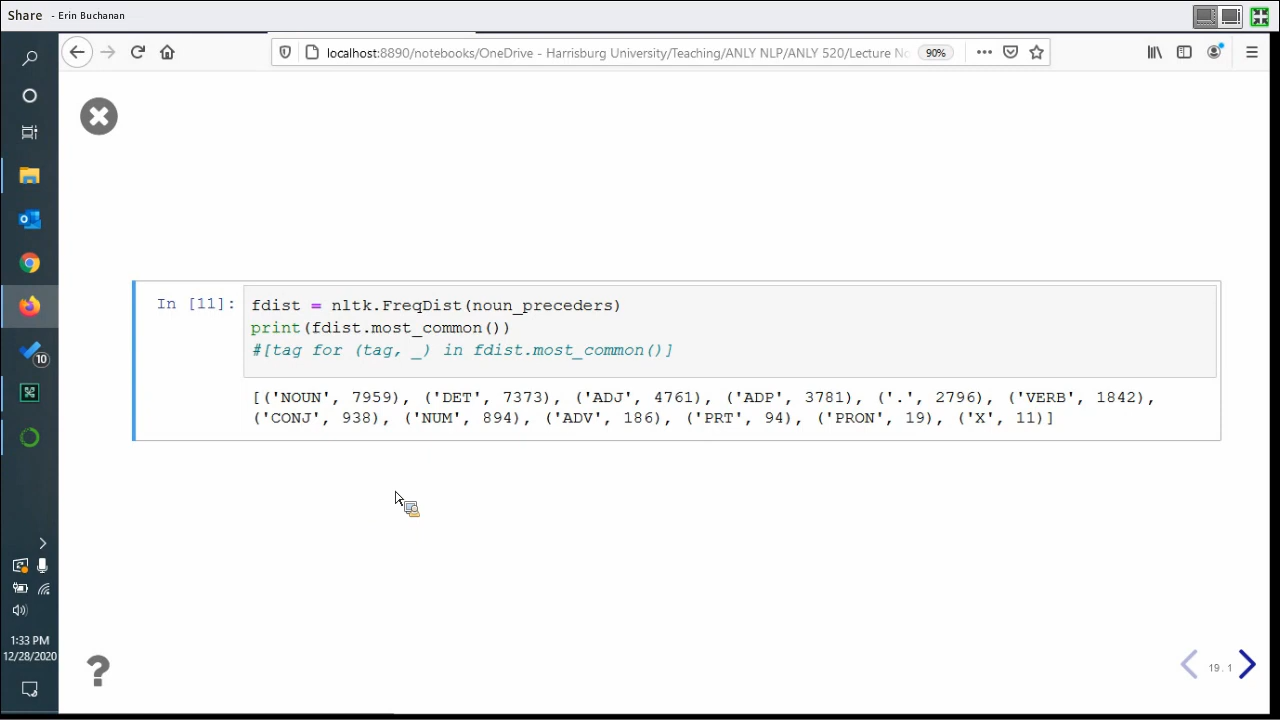 Share - Erin Buchanan
localhost:8890/notebooks/OneDrive - Harrisburg University/Teaching/ANLY NLP/ANLY 520/Lecture No
90%
In [11]:
fdist = nltk.FreqDist(noun_preceders)
print(fdist.most_common())
#[tag for (tag, _) in fdist.most_common()]
[('NOUN', 7959), ('DET', 7373), ('ADJ', 4761), ('ADP', 3781), ('.', 2796), ('VERB', 1842),
('CONJ', 938), ('NUM', 894), ('ADV', 186), ('PRT', 94), ('PRON', 19), ('X', 11)]
10
1:33 PM
12/28/2020
?
19.1